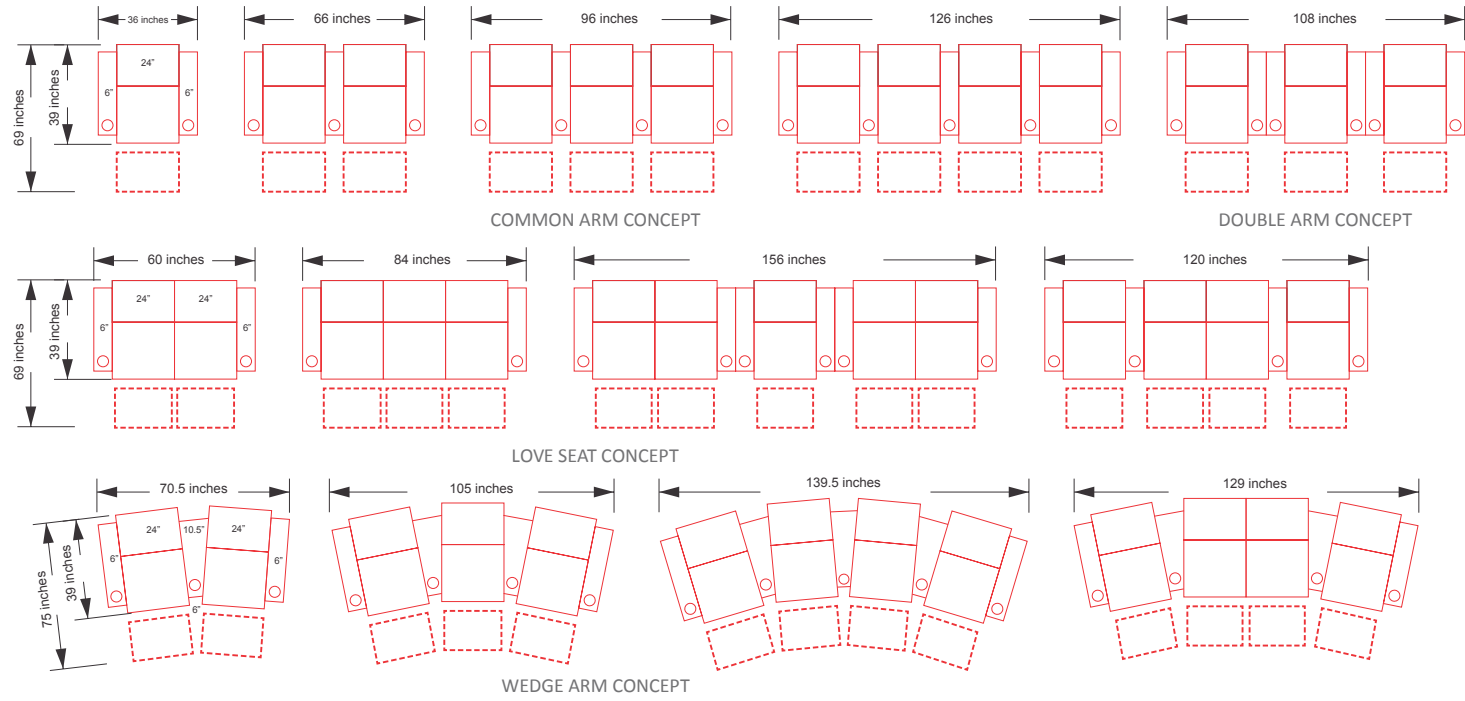 36 inches
66 inches
96 inches
126 inches
108 inches
69 inches
39 inches
24"
6"
6"
COMMON ARM CONCEPT
DOUBLE ARM CONCEPT
60 inches
84 inches
156 inches
120 inches
69 inches
39 inches
24"
24"
6"
6"
LOVE SEAT CONCEPT
70.5 inches
105 inches
139.5 inches
129 inches
75 inches
39 inches
24"
10.5"
24"
6"
6"
6"
WEDGE ARM CONCEPT